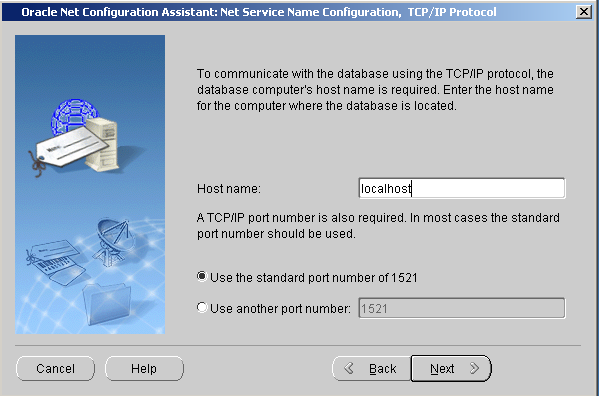 Oracle Net Configuration Assistant: Net Service Name Configuration, TCP/IP Protocol
To communicate with the database using the TCP/IP protocol, the
database computer's host name is required. Enter the host name
for the computer where the database is located.
Host name: localhost
A TCP/IP port number is also required. In most cases the standard
port number should be used.
Use the standard port number of 1521
Use another port number: 1521
Cancel Help Back Next